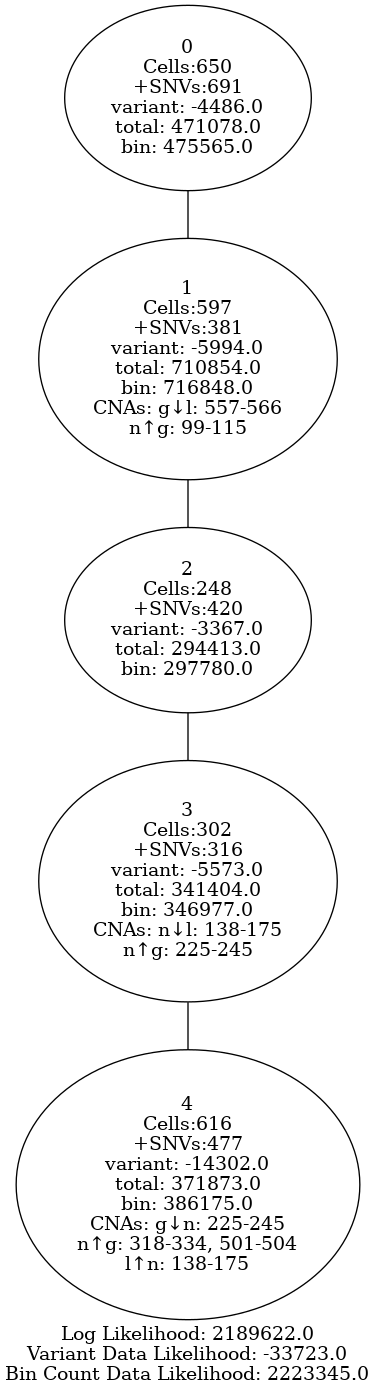 0
Cells:650
+SNVs:691
variant: -4486.0
total: 471078.0
bin: 475565.0
1
Cells:597
+SNVs:381
variant: -5994.0
total: 710854.0
bin: 716848.0
CNAs: g↓l: 557-566
n↑g: 99-115
2
Cells:248
+SNVs:420
variant: -3367.0
total: 294413.0
bin: 297780.0
3
Cells:302
+SNVs:316
variant: -5573.0
total: 341404.0
bin: 346977.0
CNAs: n↓l: 138-175
n↑g: 225-245
4
Cells:616
+SNVs:477
variant: -14302.0
total: 371873.0
bin: 386175.0
CNAs: g↓n: 225-245
n↑g: 318-334, 501-504
l↑n: 138-175
Log Likelihood: 2189622.0
Variant Data Likelihood: -33723.0
Bin Count Data Likelihood: 2223345.0